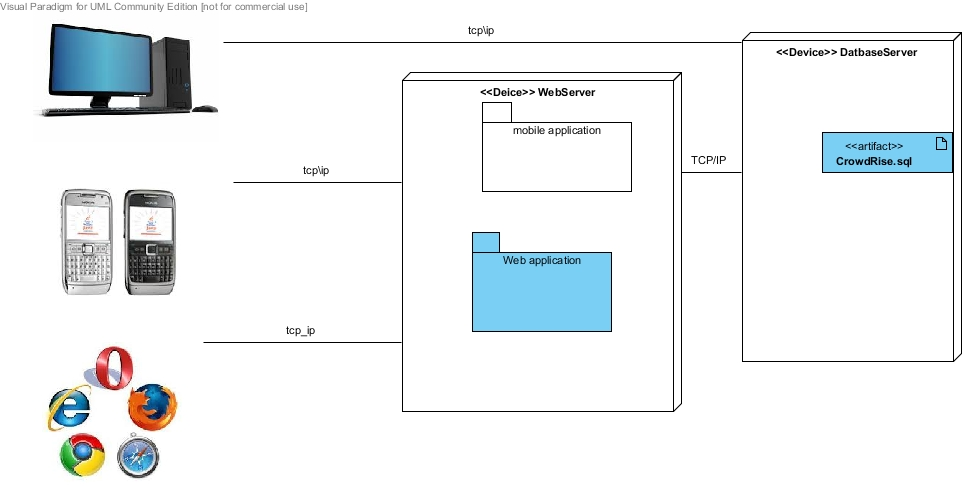 Visual Paradigm for UML Community Edition [not for commercial use]
tcp\ip
<<Device>> DatbaseServer
<<Deice>> WebServer
mobile application
<<artifact>>
CrowdRise.sql
TCP/IP
tcp\ip
Web application
tcp_ip